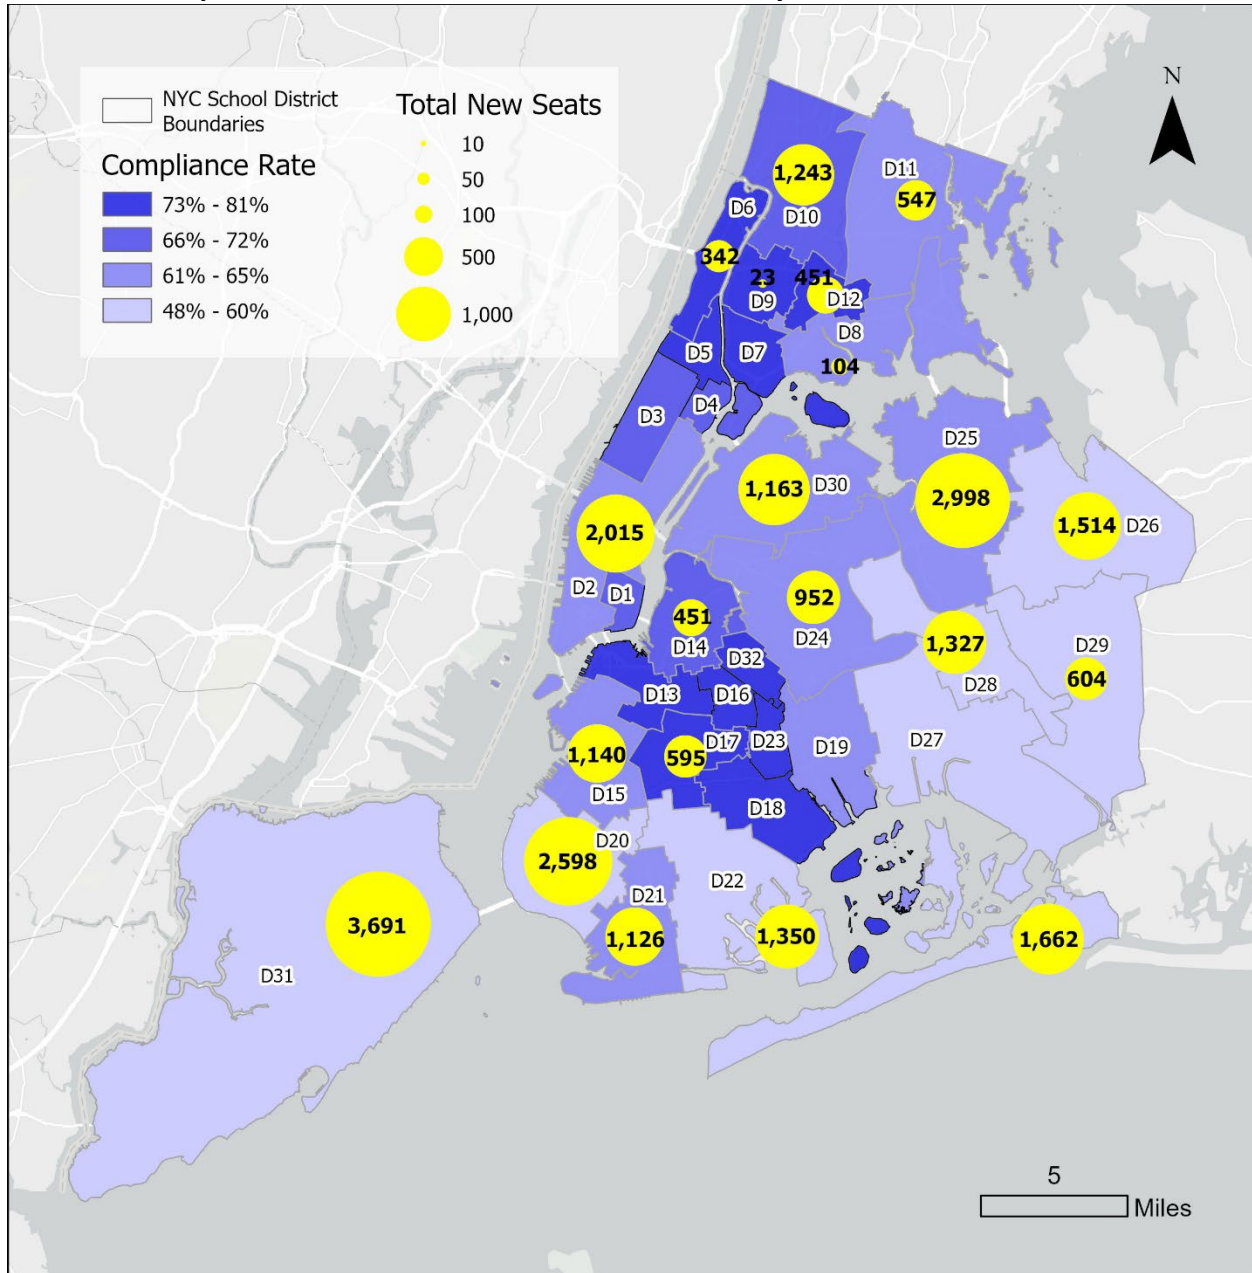 NYC School District
Boundaries
Compliance Rate
73% - 81%
66% - 72%
61% - 65%
48% - 60%
Total New Seats
10
50
100
500
1,000
N
1,243
D10
D11
547
D6
342
23
D9
451
D12
D8
104
D5
D7
D4
D3
D25
2,998
1,163
D30
1,514
D26
2,015
D2
D1
952
D24
451
D14
D32
1,327
D28
D29
604
D13
D16
D17
D23
D19
D27
595
1,140
D15
D18
D20
2,598
D21
D22
1,126
1,350
1,662
3,691
D31
5
Miles